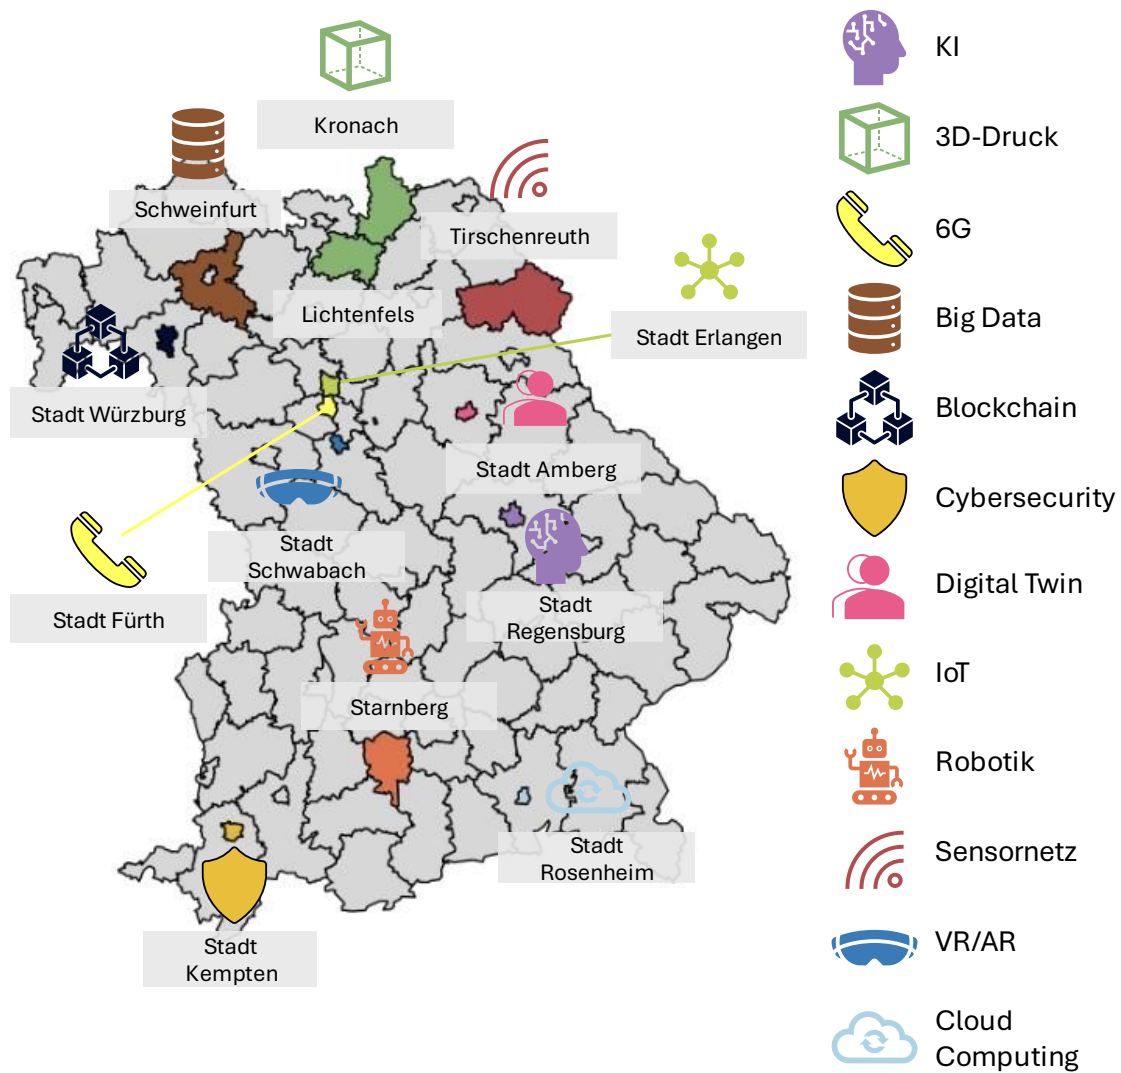 Kronach
Schweinfurt
Tirschenreuth
Lichtenfels
Stadt Erlangen
Stadt Würzburg
Stadt Amberg
Stadt
Schwabach
Stadt Fürth
Stadt
Regensburg
Starnberg
Stadt
Rosenheim
Stadt
Kempten
KI
3D-Druck
6G
Big Data
Blockchain
Cybersecurity
Digital Twin
IoT
Robotik
Sensornetz
VR/AR
Cloud
Computing